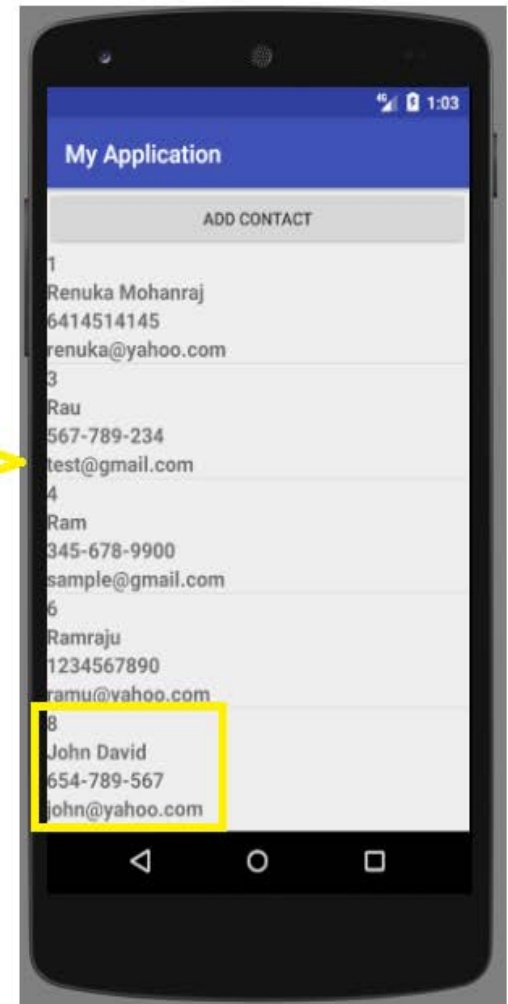 4G 1:03
My Application
ADD CONTACT
1
Renuka Mohanraj
6414514145
renuka@yahoo.com
3
Rau
567-789-234
test@gmail.com
4
Ram
345-678-9900
sample@gmail.com
6
Ramraju
1234567890
ramu@yahoo.com
8
John David
654-789-567
john@yahoo.com